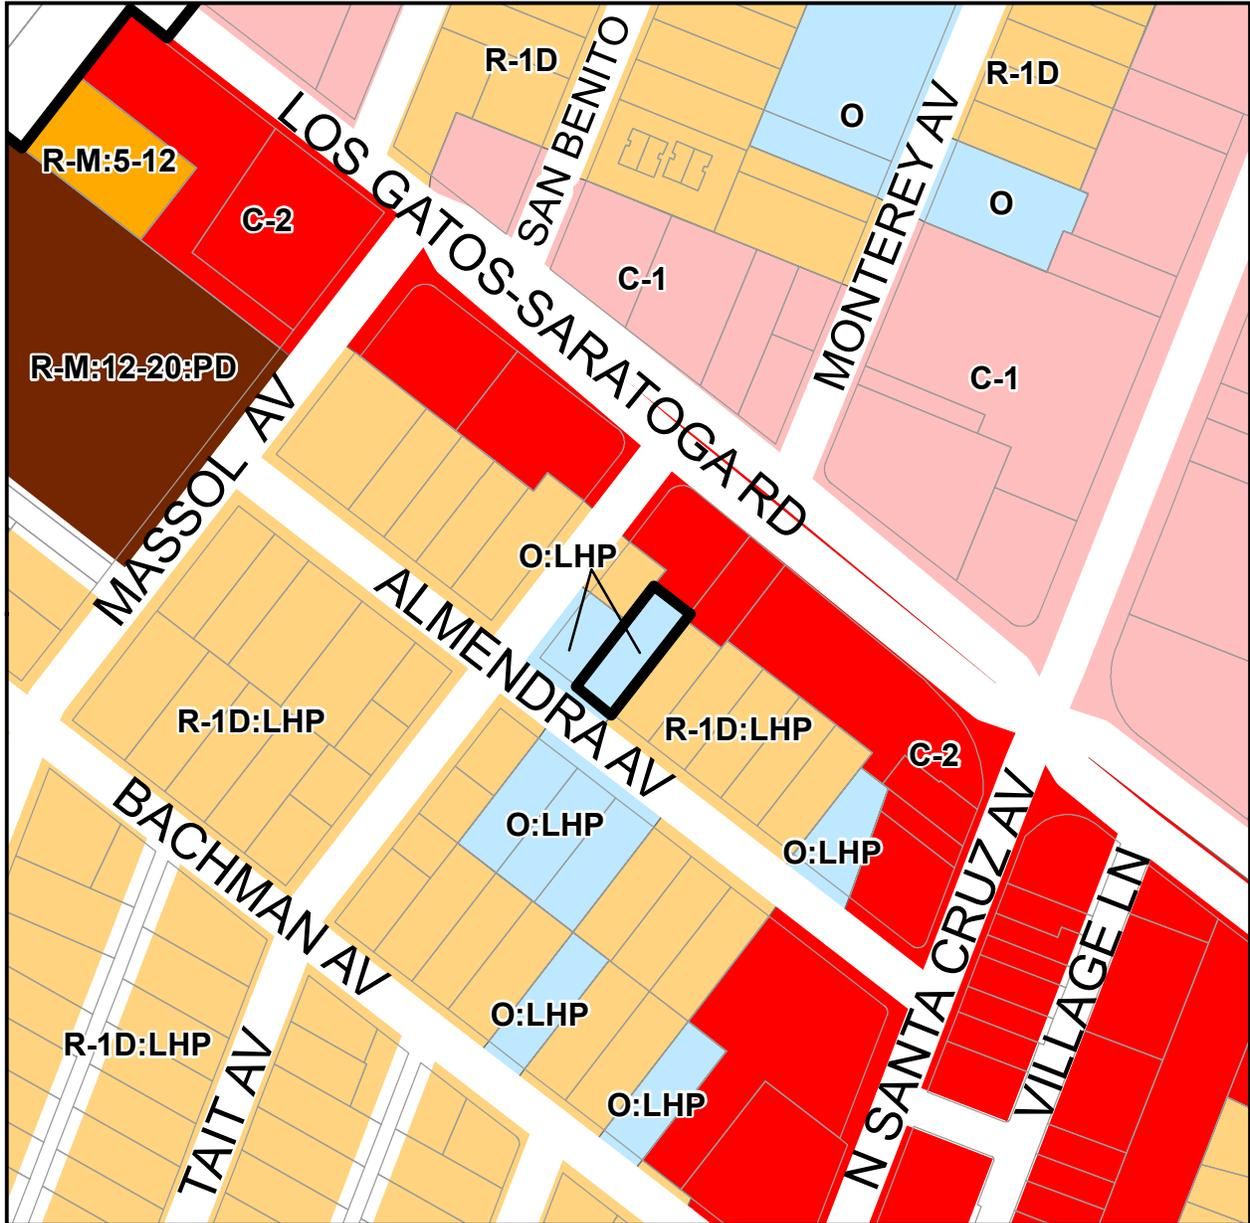 R-1D
SAN BENITO
R-1D
O
MONTEREY AV
LOS GATOS-SARATOGA RD
R-M:5-12
O
C-2
C-1
R-M:12-20:PD
C-1
MASSOL AV
O:LHP
ALMENDRA AV
R-1D:LHP
R-1D:LHP
C-2
BACHMAN AV
O:LHP
O:LHP
N SANTA CRUZ AV
VILLAGE LN
O:LHP
R-1D:LHP
TAIT AV
O:LHP